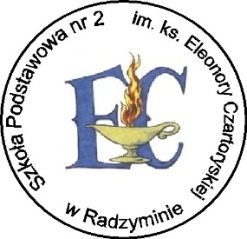 Szkoła Podstawowa nr 2 im. ks. Eleonory Czartoryskiej
w Radzyminie
EC